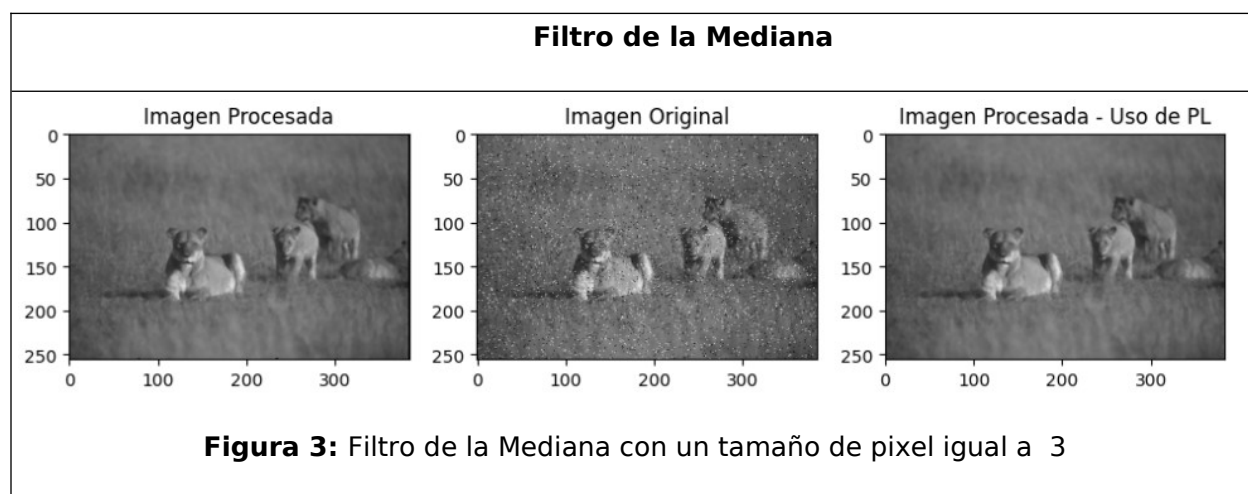 Filtro de la Mediana
Imagen Procesada
0
50
100
150
200
250
0 100 200 300
Imagen Original
0
50
100
150
200
250
0 100 200 300
Imagen Procesada - Uso de PL
0
50
100
150
200
250
0 100 200 300
Figura 3: Filtro de la Mediana con un tamaño de pixel igual a 3